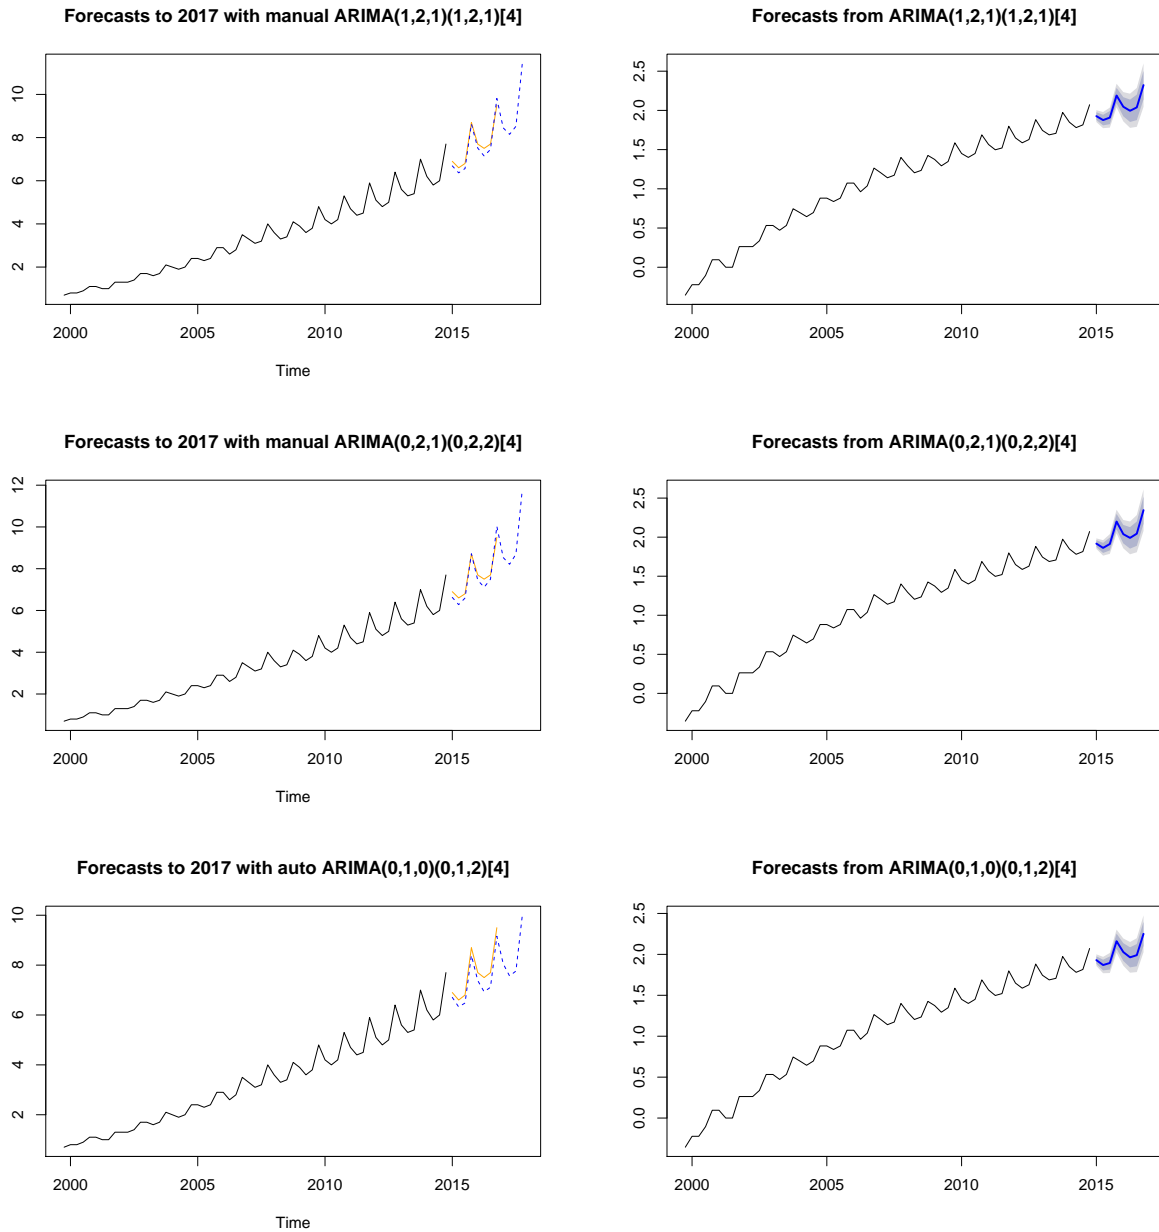 Forecasts to 2017 with manual ARIMA(1,2,1)(1,2,1)[4]
10
8
6
4
2
2000 2005 2010 2015
Time
Forecasts from ARIMA(1,2,1)(1,2,1)[4]
2.5
2.0
1.5
1.0
0.5
0.0
2000 2005 2010 2015
Forecasts to 2017 with manual ARIMA(0,2,1)(0,2,2)[4]
12
10
8
6
4
2
2000 2005 2010 2015
Time
Forecasts from ARIMA(0,2,1)(0,2,2)[4]
2.5
2.0
1.5
1.0
0.5
0.0
2000 2005 2010 2015
Forecasts to 2017 with auto ARIMA(0,1,0)(0,1,2)[4]
10
8
6
4
2
2000 2005 2010 2015
Time
Forecasts from ARIMA(0,1,0)(0,1,2)[4]
2.5
2.0
1.5
1.0
0.5
0.0
2000 2005 2010 2015